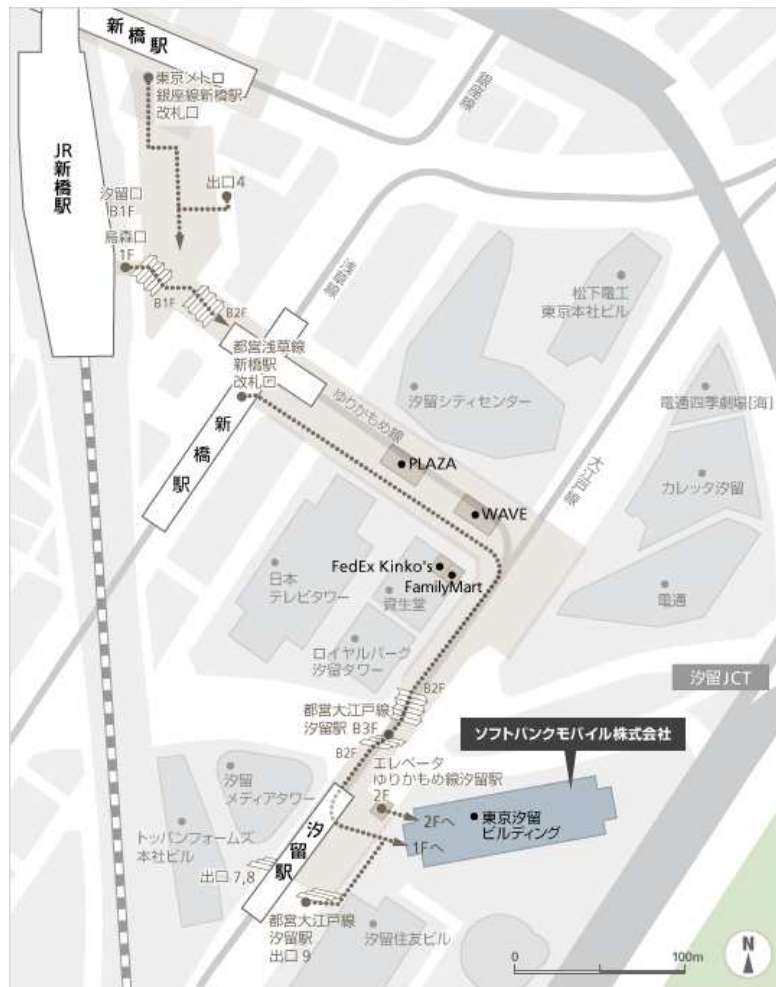 新橋駅
東京メトロ
銀座線新橋駅
改札口
銀座線
JR新橋駅
汐留口
B1F
出口4
烏森口
1F
B1F
B2F
浅草線
松下電工
東京本社ビル
都営浅草線
新橋駅
改札口
ゆりかもめ線
汐留シティセンター
電通四季劇場[海]
新橋駅
大江戸線
PLAZA
カレッタ汐留
WAVE
FedEx Kinko's
FamilyMart
日本
テレビタワー
資生堂
電通
ロイヤルパーク
汐留タワー
汐留JCT
B2F
都営大江戸線
汐留駅 B3F
B2F
ソフトバンクモバイル株式会社
エレベータ
ゆりかもめ線汐留駅
2F
汐留
メディアタワー
2Fへ
東京汐留
ビルディング
トッパンフォームズ
本社ビル
汐留駅
1Fへ
出口7,8
都営大江戸線
汐留駅
出口9
汐留住友ビル
0
100m
N